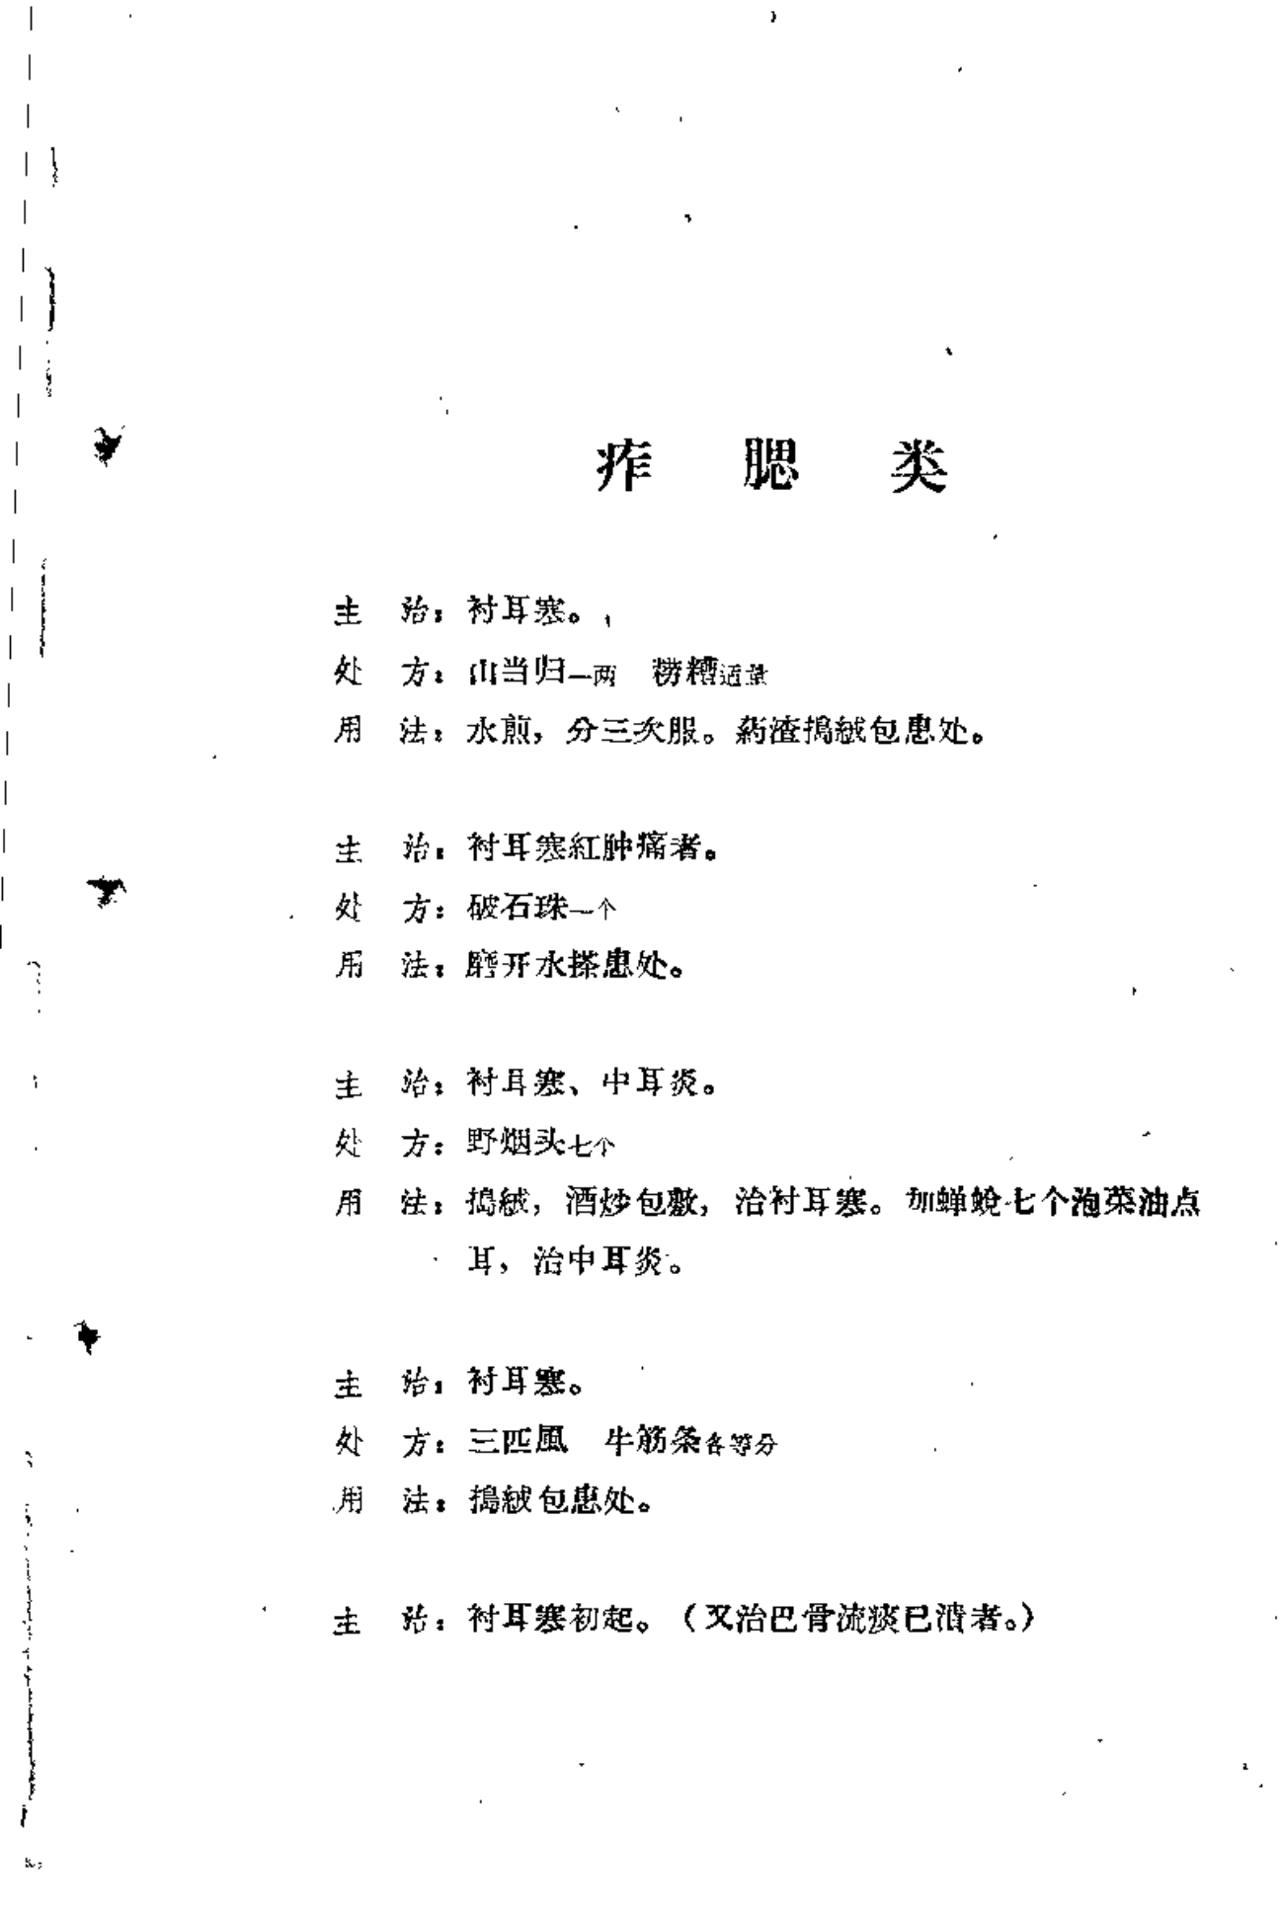 痄腮类
主　治：衬耳寒。
处　方：山当归一两　捞糟适量
用　法：水煎，分三次服。药渣搗絨包患处。
主　治：衬耳寒紅肿痛者。
处　方：破石珠一个
用　法：磨开水搽患处。
主　治：衬耳寒、中耳炎。
处　方：野烟头七个
用　法：搗絨，酒炒包敷，治衬耳寒。加蝉蛻七个泡菜油点
耳，治中耳炎。
主　治：衬耳寒。
处　方：三匹風　牛筋条各等分
用　法：搗絨包患处。
主　治：衬耳寒初起。（又治巴骨流痰已潰者。）